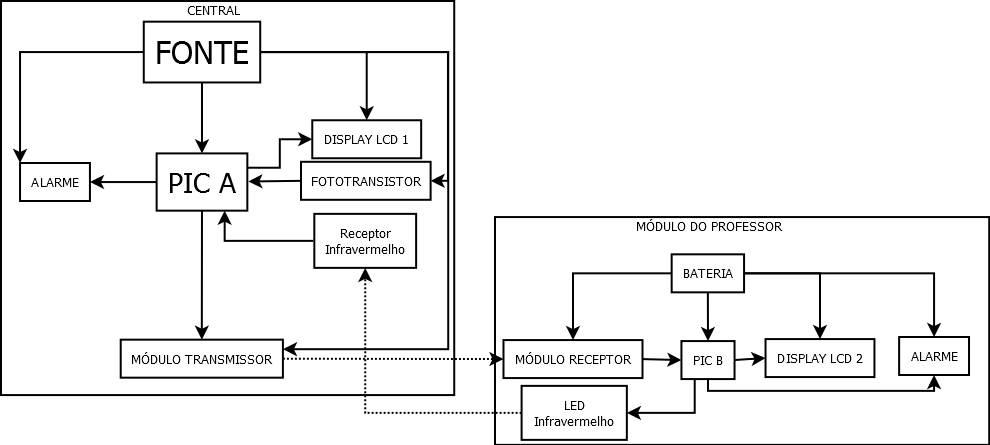 CENTRAL
FONTE
DISPLAY LCD 1
ALARME
PIC A
FOTOTRANSISTOR
Receptor
Infravermelho
MÓDULO TRANSMISSOR
MÓDULO DO PROFESSOR
BATERIA
MÓDULO RECEPTOR
PIC B
DISPLAY LCD 2
ALARME
LED
Infravermelho